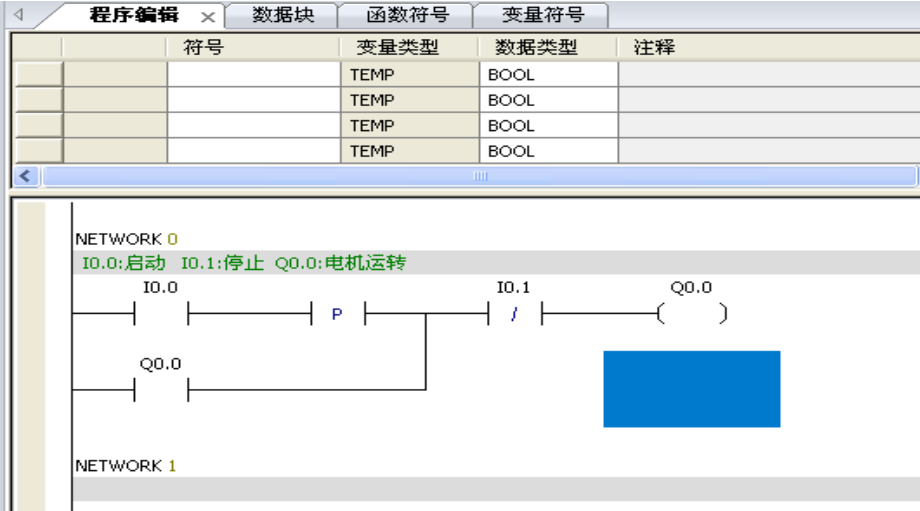 程序编辑 × 数据块 函数符号 变量符号
符号 变量类型 数据类型 注释
TEMP BOOL
TEMP BOOL
TEMP BOOL
TEMP BOOL
NETWORK 0
I0.0:启动 I0.1:停止 Q0.0:电机运转
I0.0 I0.1 Q0.0
P /
Q0.0
NETWORK 1